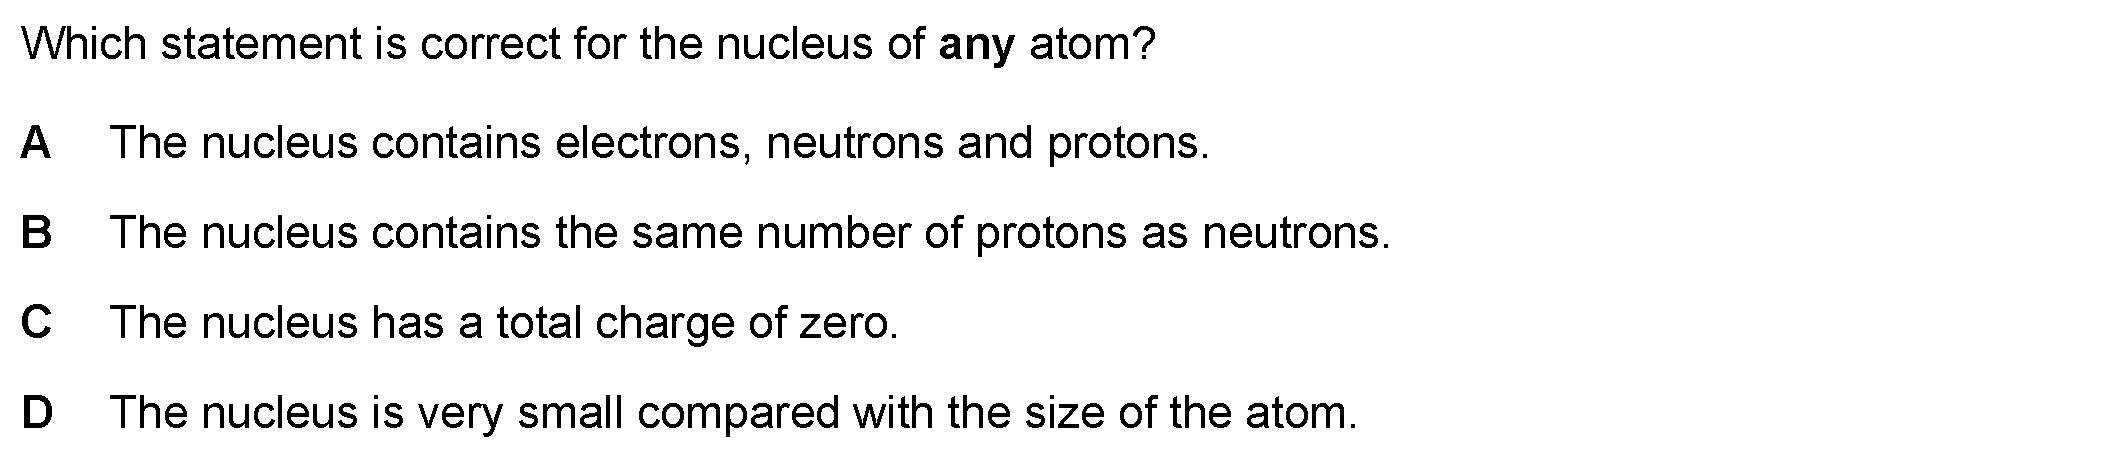 Which statement is correct for the nucleus of any atom?
A The nucleus contains electrons, neutrons and protons.
B The nucleus contains the same number of protons as neutrons.
C The nucleus has a total charge of zero.
D The nucleus is very small compared with the size of the atom.